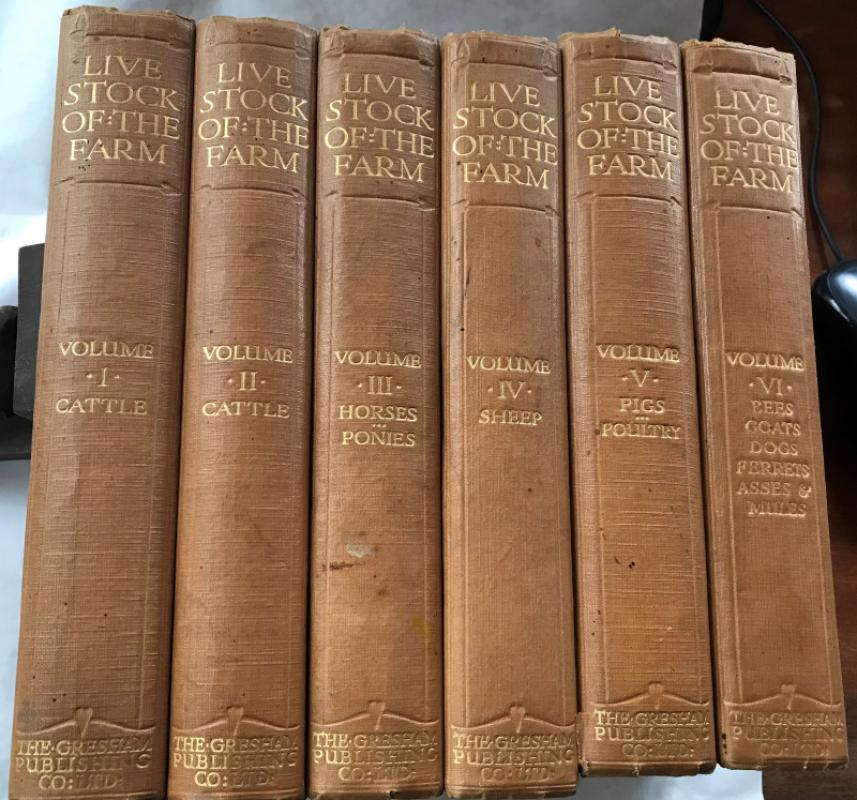 LIVE
STOCK
OF:THE
FARM
VOLUME
·I·
CATTLE
THE·GRESHAM
PUBLISHING
CO:LTD:
LIVE
STOCK
OF:THE
FARM
VOLUME
·II·
CATTLE
THE·GRESHAM
PUBLISHING
CO:LTD:
LIVE
STOCK
OF:THE
FARM
VOLUME
·III·
HORSES
...
PONIES
THE·GRESHAM
PUBLISHING
CO:LTD:
LIVE
STOCK
OF:THE
FARM
VOLUME
·IV·
SHEEP
THE·GRESHAM
PUBLISHING
CO:LTD:
LIVE
STOCK
OF:THE
FARM
VOLUME
·V·
PIGS
...
POULTRY
THE·GRESHAM
PUBLISHING
CO:LTD:
LIVE
STOCK
OF:THE
FARM
VOLUME
·VI·
BEES
GOATS
DOGS
FERRETS
ASSES &
MULES
THE·GRESHAM
PUBLISHING
CO:LTD: